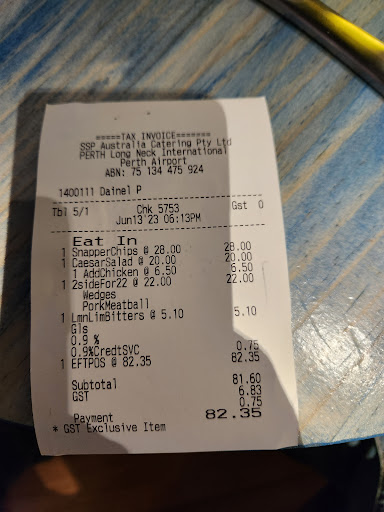 =====TAX INVOICE=======
SSP Australia Catering Pty Ltd
PERTH Long Neck International
Perth Airport
ABN: 75 134 475 924
1400111 Dainel P
Tbl 5/1 Chk 5753 Gst 0
Jun13'23 06:13PM
Eat In
1 SnapperChips @ 28.00 28.00
1 CaesarSalad @ 20.00 20.00
1 AddChicken @ 6.50 6.50
1 2sideFor22 @ 22.00 22.00
Wedges
PorkMeatball
1 LmnLimBitters @ 5.10 5.10
Gls
0.9 %
0.9%CredtSVC 0.75
1 EFTPOS @ 82.35 82.35
Subtotal 81.60
GST 6.83
0.75
Payment 82.35
* GST Exclusive Item